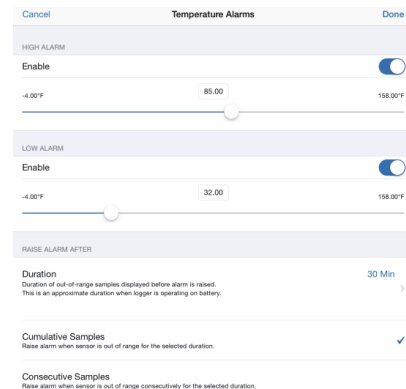 Cancel Temperature Alarms Done
HIGH ALARM
Enable
85.00
-4.00°F 158.00°F
LOW ALARM
Enable
32.00
-4.00°F 158.00°F
RAISE ALARM AFTER
Duration 30 Min
Duration of out-of-range samples displayed before alarm is raised.
This is an approximate duration when logger is operating on battery.
Cumulative Samples
Raise alarm when sensor is out of range for the selected duration.
Consecutive Samples
Raise alarm when sensor is out of range consecutively for the selected duration.